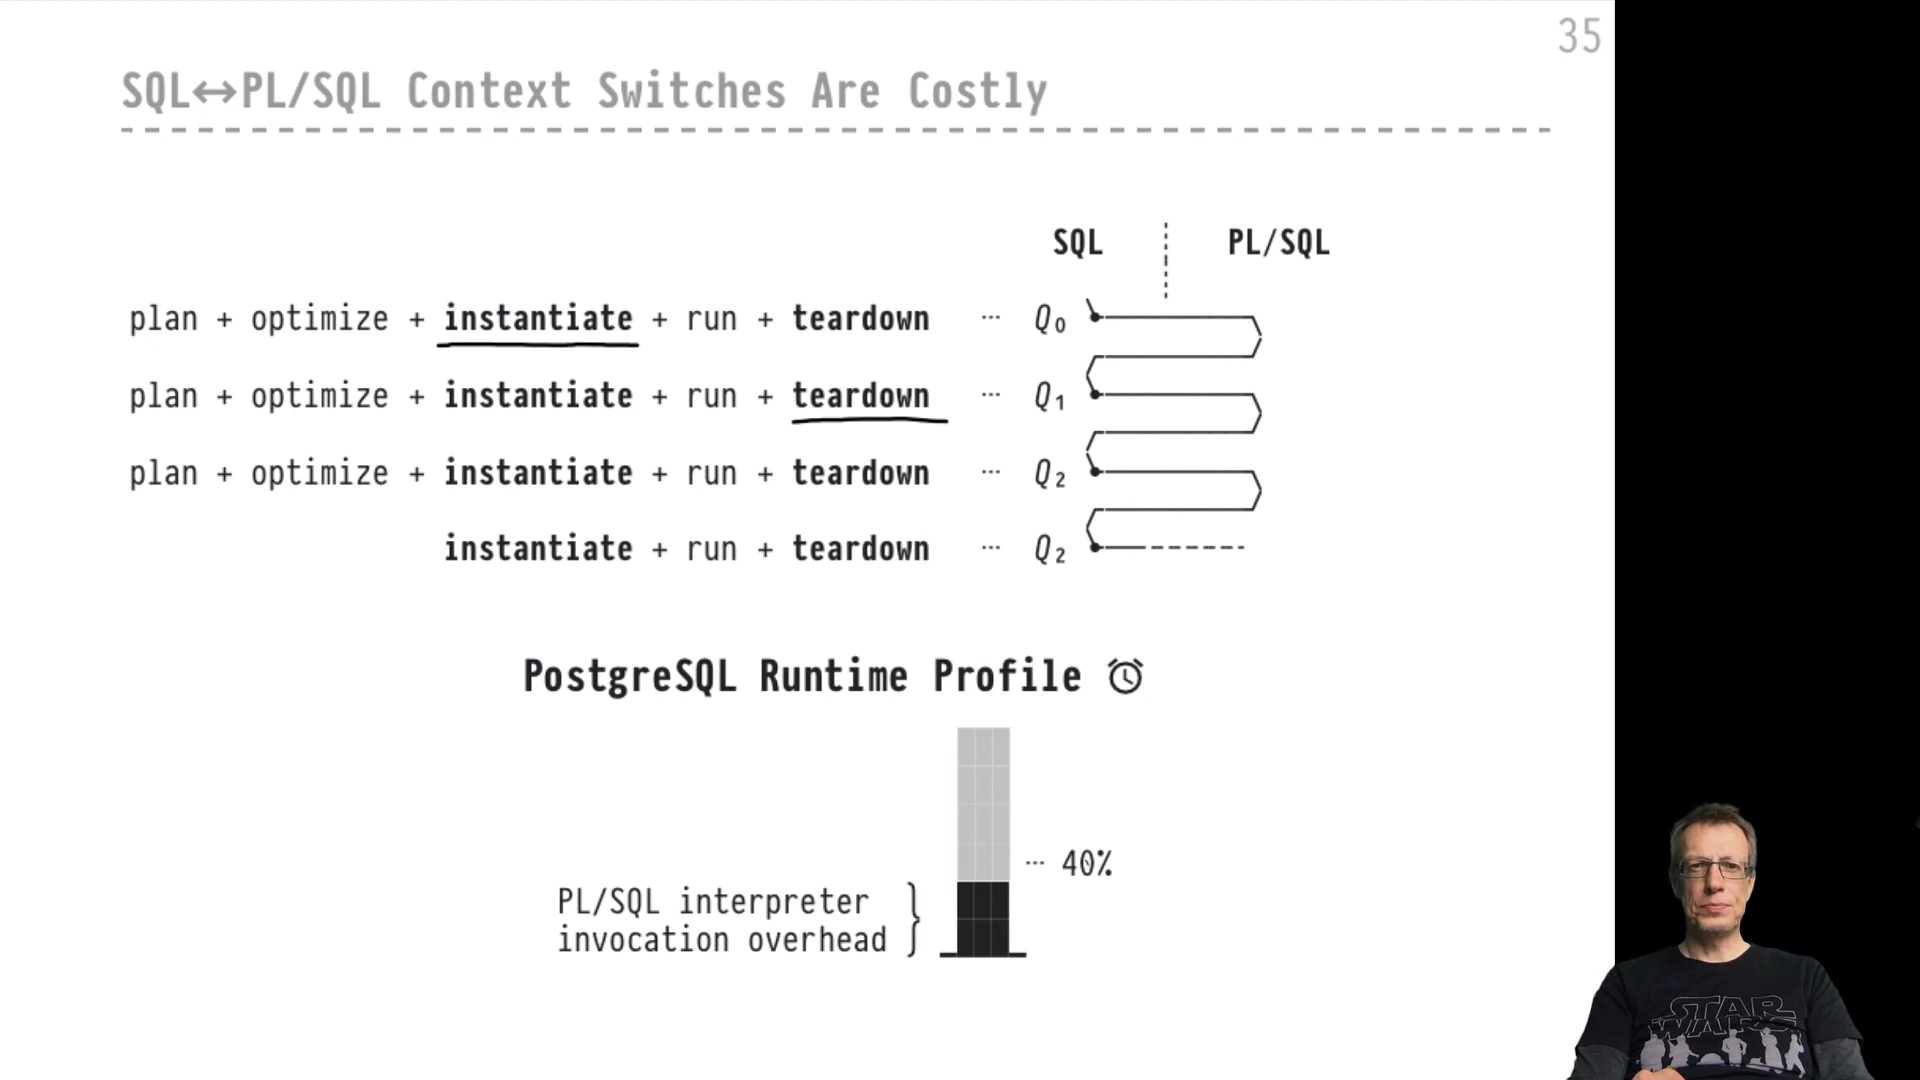 35
SQL↔PL/SQL Context Switches Are Costly
SQL PL/SQL
plan + optimize + instantiate + run + teardown ··· Q₀
plan + optimize + instantiate + run + teardown ··· Q₁
plan + optimize + instantiate + run + teardown ··· Q₂
instantiate + run + teardown ··· Q₂
PostgreSQL Runtime Profile
··· 40%
PL/SQL interpreter
invocation overhead
STAR
WARS